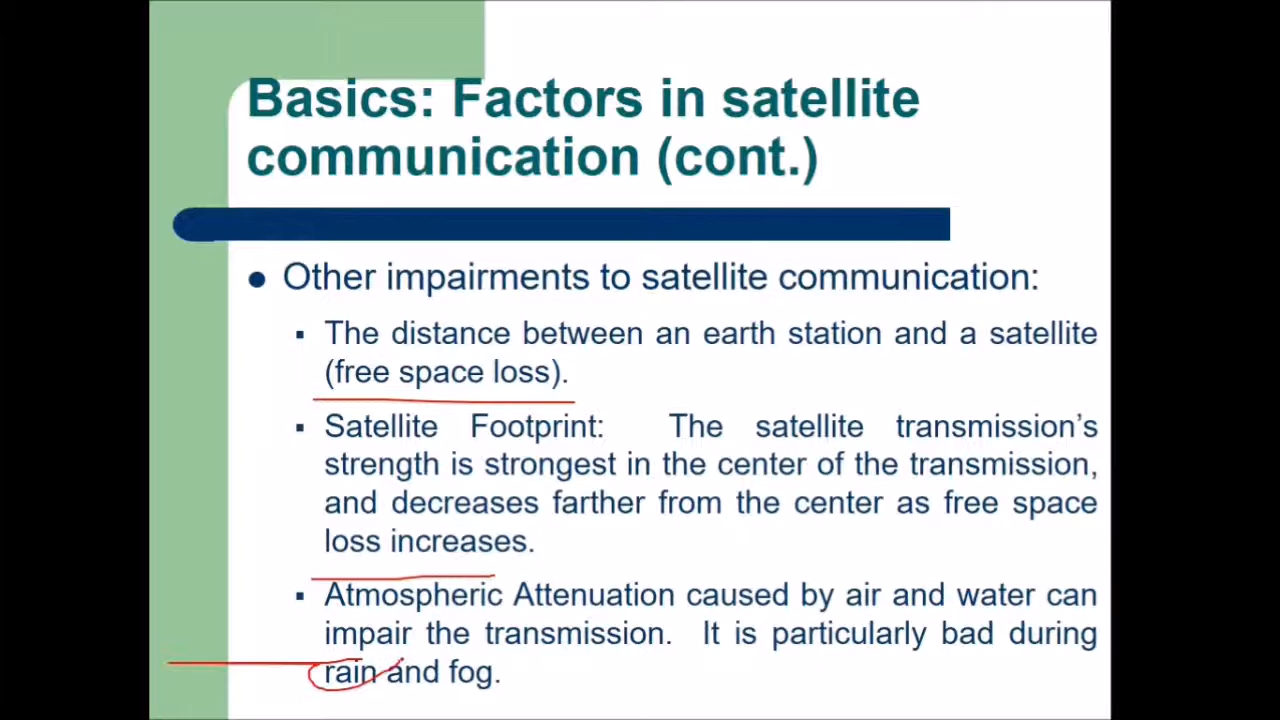 Basics: Factors in satellite
communication (cont.)
Other impairments to satellite communication:
The distance between an earth station and a satellite
(free space loss).
Satellite Footprint: The satellite transmission's
strength is strongest in the center of the transmission,
and decreases farther from the center as free space
loss increases.
Atmospheric Attenuation caused by air and water can
impair the transmission. It is particularly bad during
rain and fog.